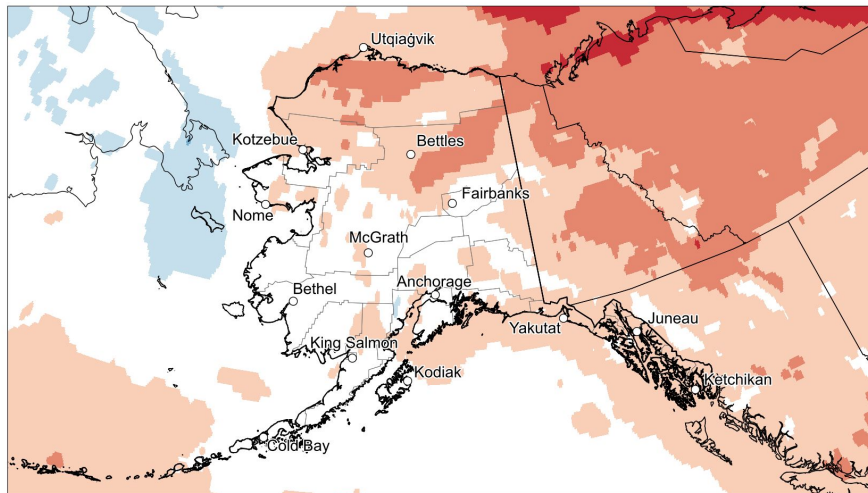 Utqiaġvik
Kotzebue
Bettles
Nome
Fairbanks
McGrath
Bethel
Anchorage
King Salmon
Yakutat
Juneau
Kodiak
Ketchikan
Cold Bay